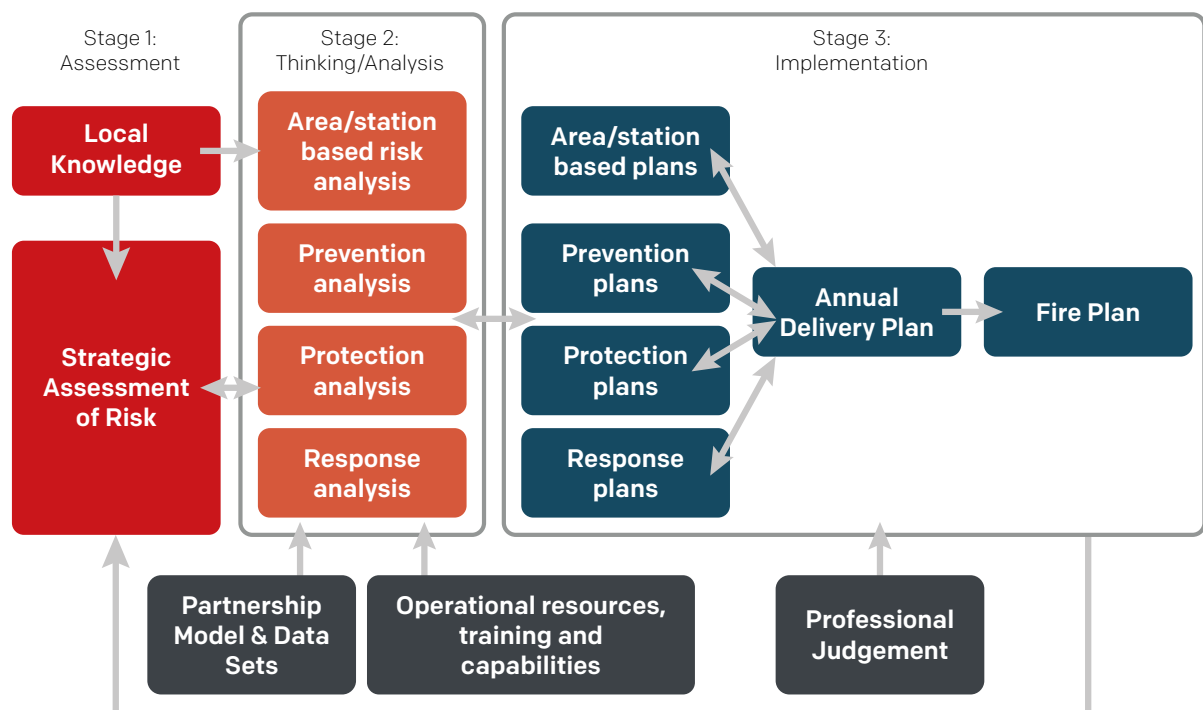 Stage 1:
Assessment
Stage 2:
Thinking/Analysis
Stage 3:
Implementation
Local
Knowledge
Strategic
Assessment
of Risk
Area/station
based risk
analysis
Prevention
analysis
Protection
analysis
Response
analysis
Area/station
based plans
Prevention
plans
Protection
plans
Response
plans
Annual
Delivery Plan
Fire Plan
Partnership
Model & Data
Sets
Operational resources,
training and
capabilities
Professional
Judgement